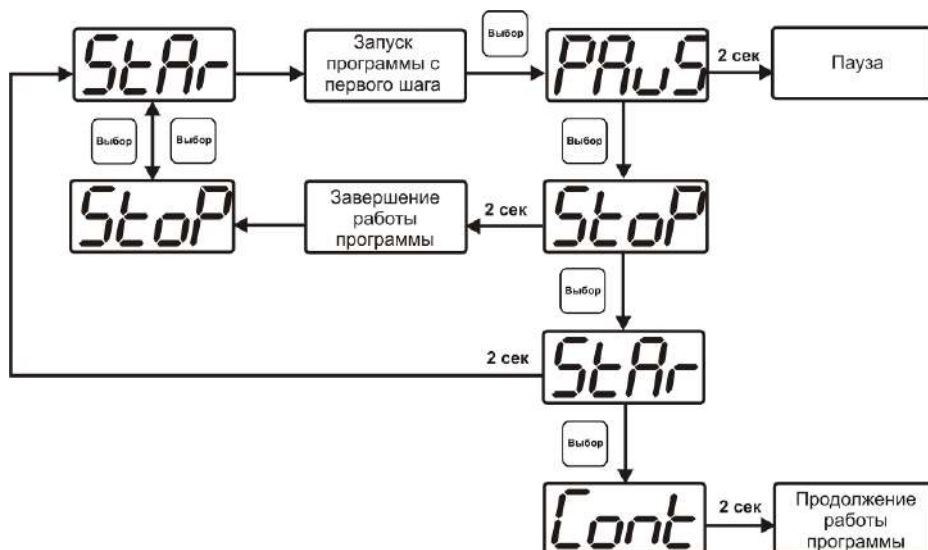 StAr
Запуск
программы с
первого шага
Выбор
PAuS
2 сек
Пауза
Выбор
Выбор
Выбор
StoP
Завершение
работы
программы
2 сек
StoP
Выбор
2 сек
StAr
Выбор
Cont
2 сек
Продолжение
работы
программы